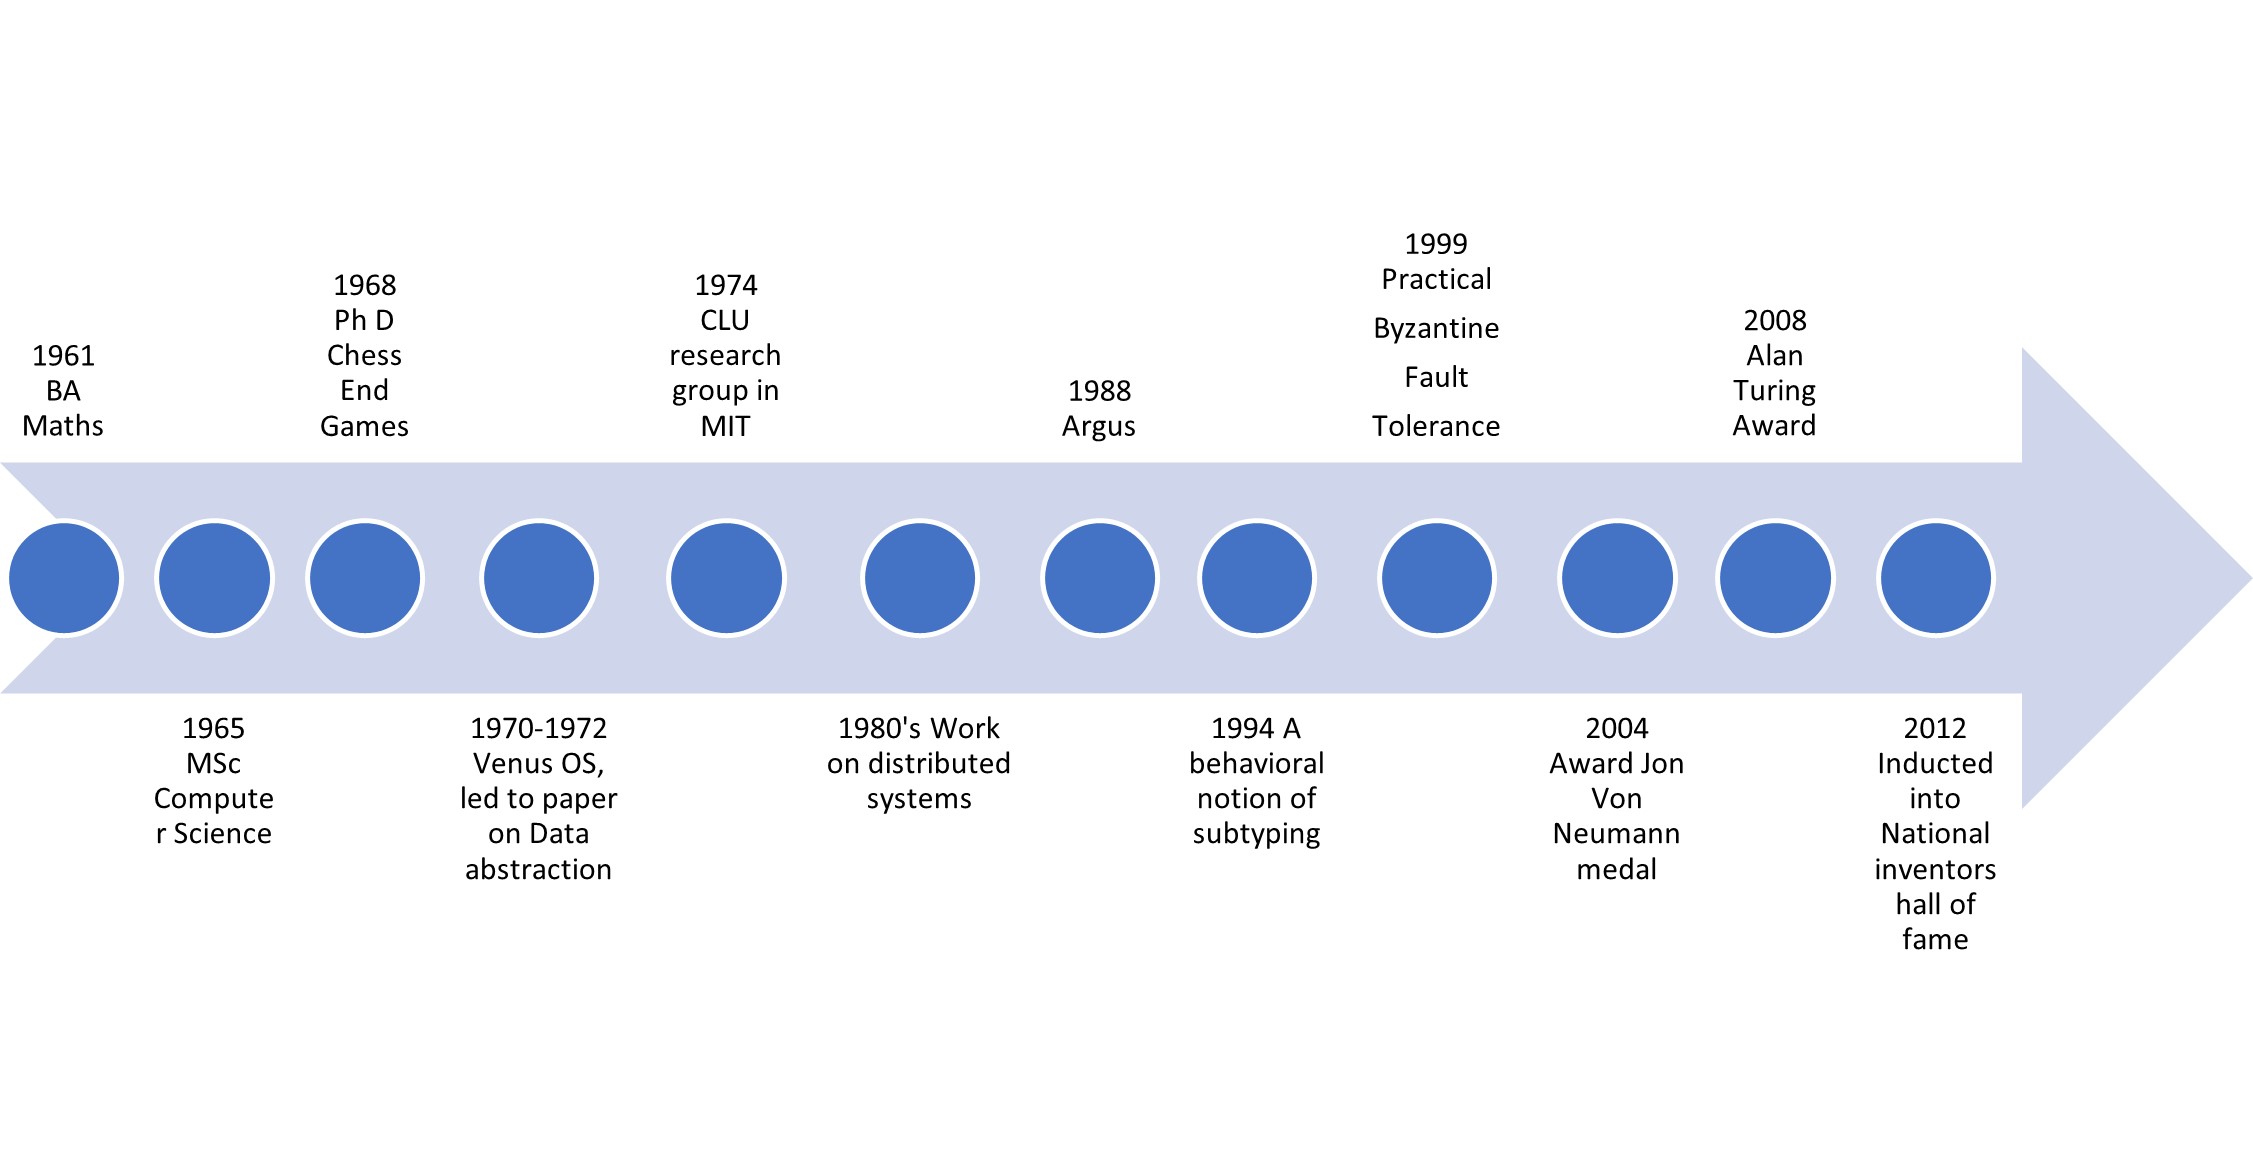 1961
BA
Maths
1965
MSc
Compute
r Science
1968
Ph D
Chess
End
Games
1970-1972
Venus OS,
led to paper
on Data
abstraction
1974
CLU
research
group in
MIT
1980's Work
on distributed
systems
1988
Argus
1994 A
behavioral
notion of
subtyping
1999
Practical
Byzantine
Fault
Tolerance
2004
Award Jon
Von
Neumann
medal
2008
Alan
Turing
Award
2012
Inducted
into
National
inventors
hall of
fame